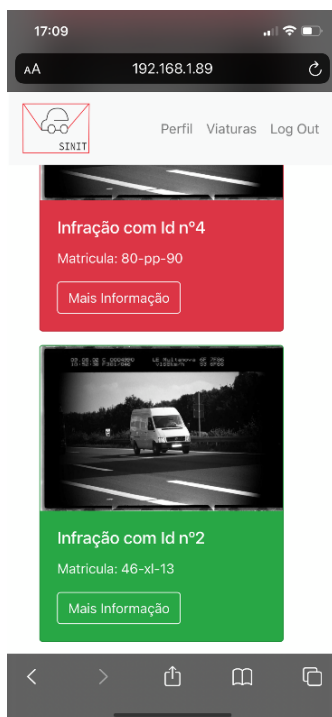 17:09
AA 192.168.1.89
SINIT
Perfil Viaturas Log Out
Infração com Id nº4
Matricula: 80-pp-90
Mais Informação
Infração com Id nº2
Matricula: 46-xl-13
Mais Informação